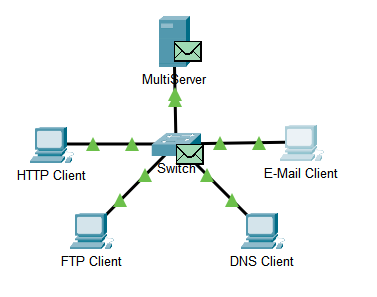 MultiServer
HTTP Client
Switch
E-Mail Client
FTP Client
DNS Client